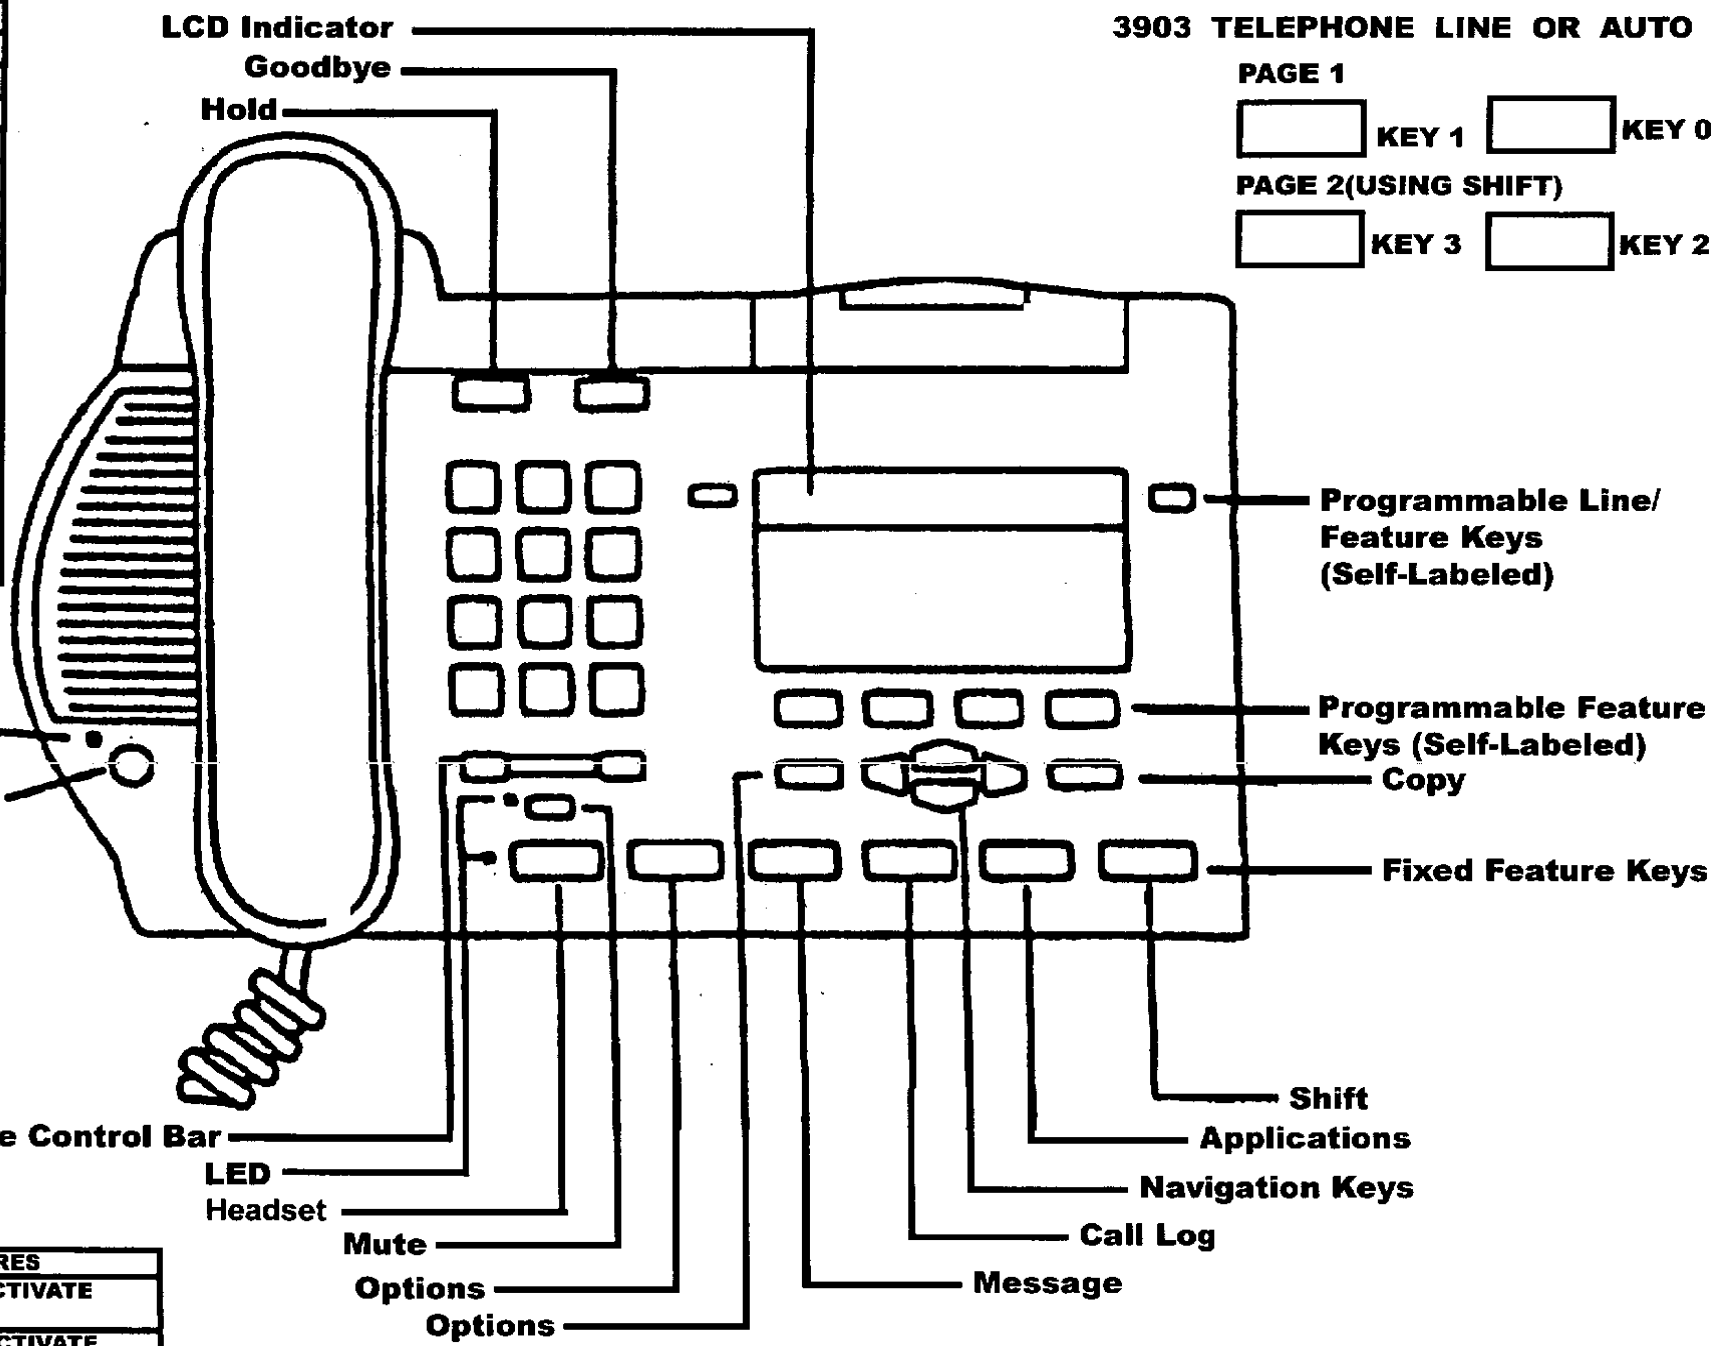 LCD Indicator
Goodbye
Hold
3903 TELEPHONE LINE OR AUTO
PAGE 1
KEY 1
KEY 0
PAGE 2(USING SHIFT)
KEY 3
KEY 2
Programmable Line/
Feature Keys
(Self-Labeled)
Programmable Feature
Keys (Self-Labeled)
Copy
Fixed Feature Keys
Shift
Applications
Navigation Keys
Call Log
Message
e Control Bar
LED
Headset
Mute
Options
Options
RES
CTIVATE
CTIVATE